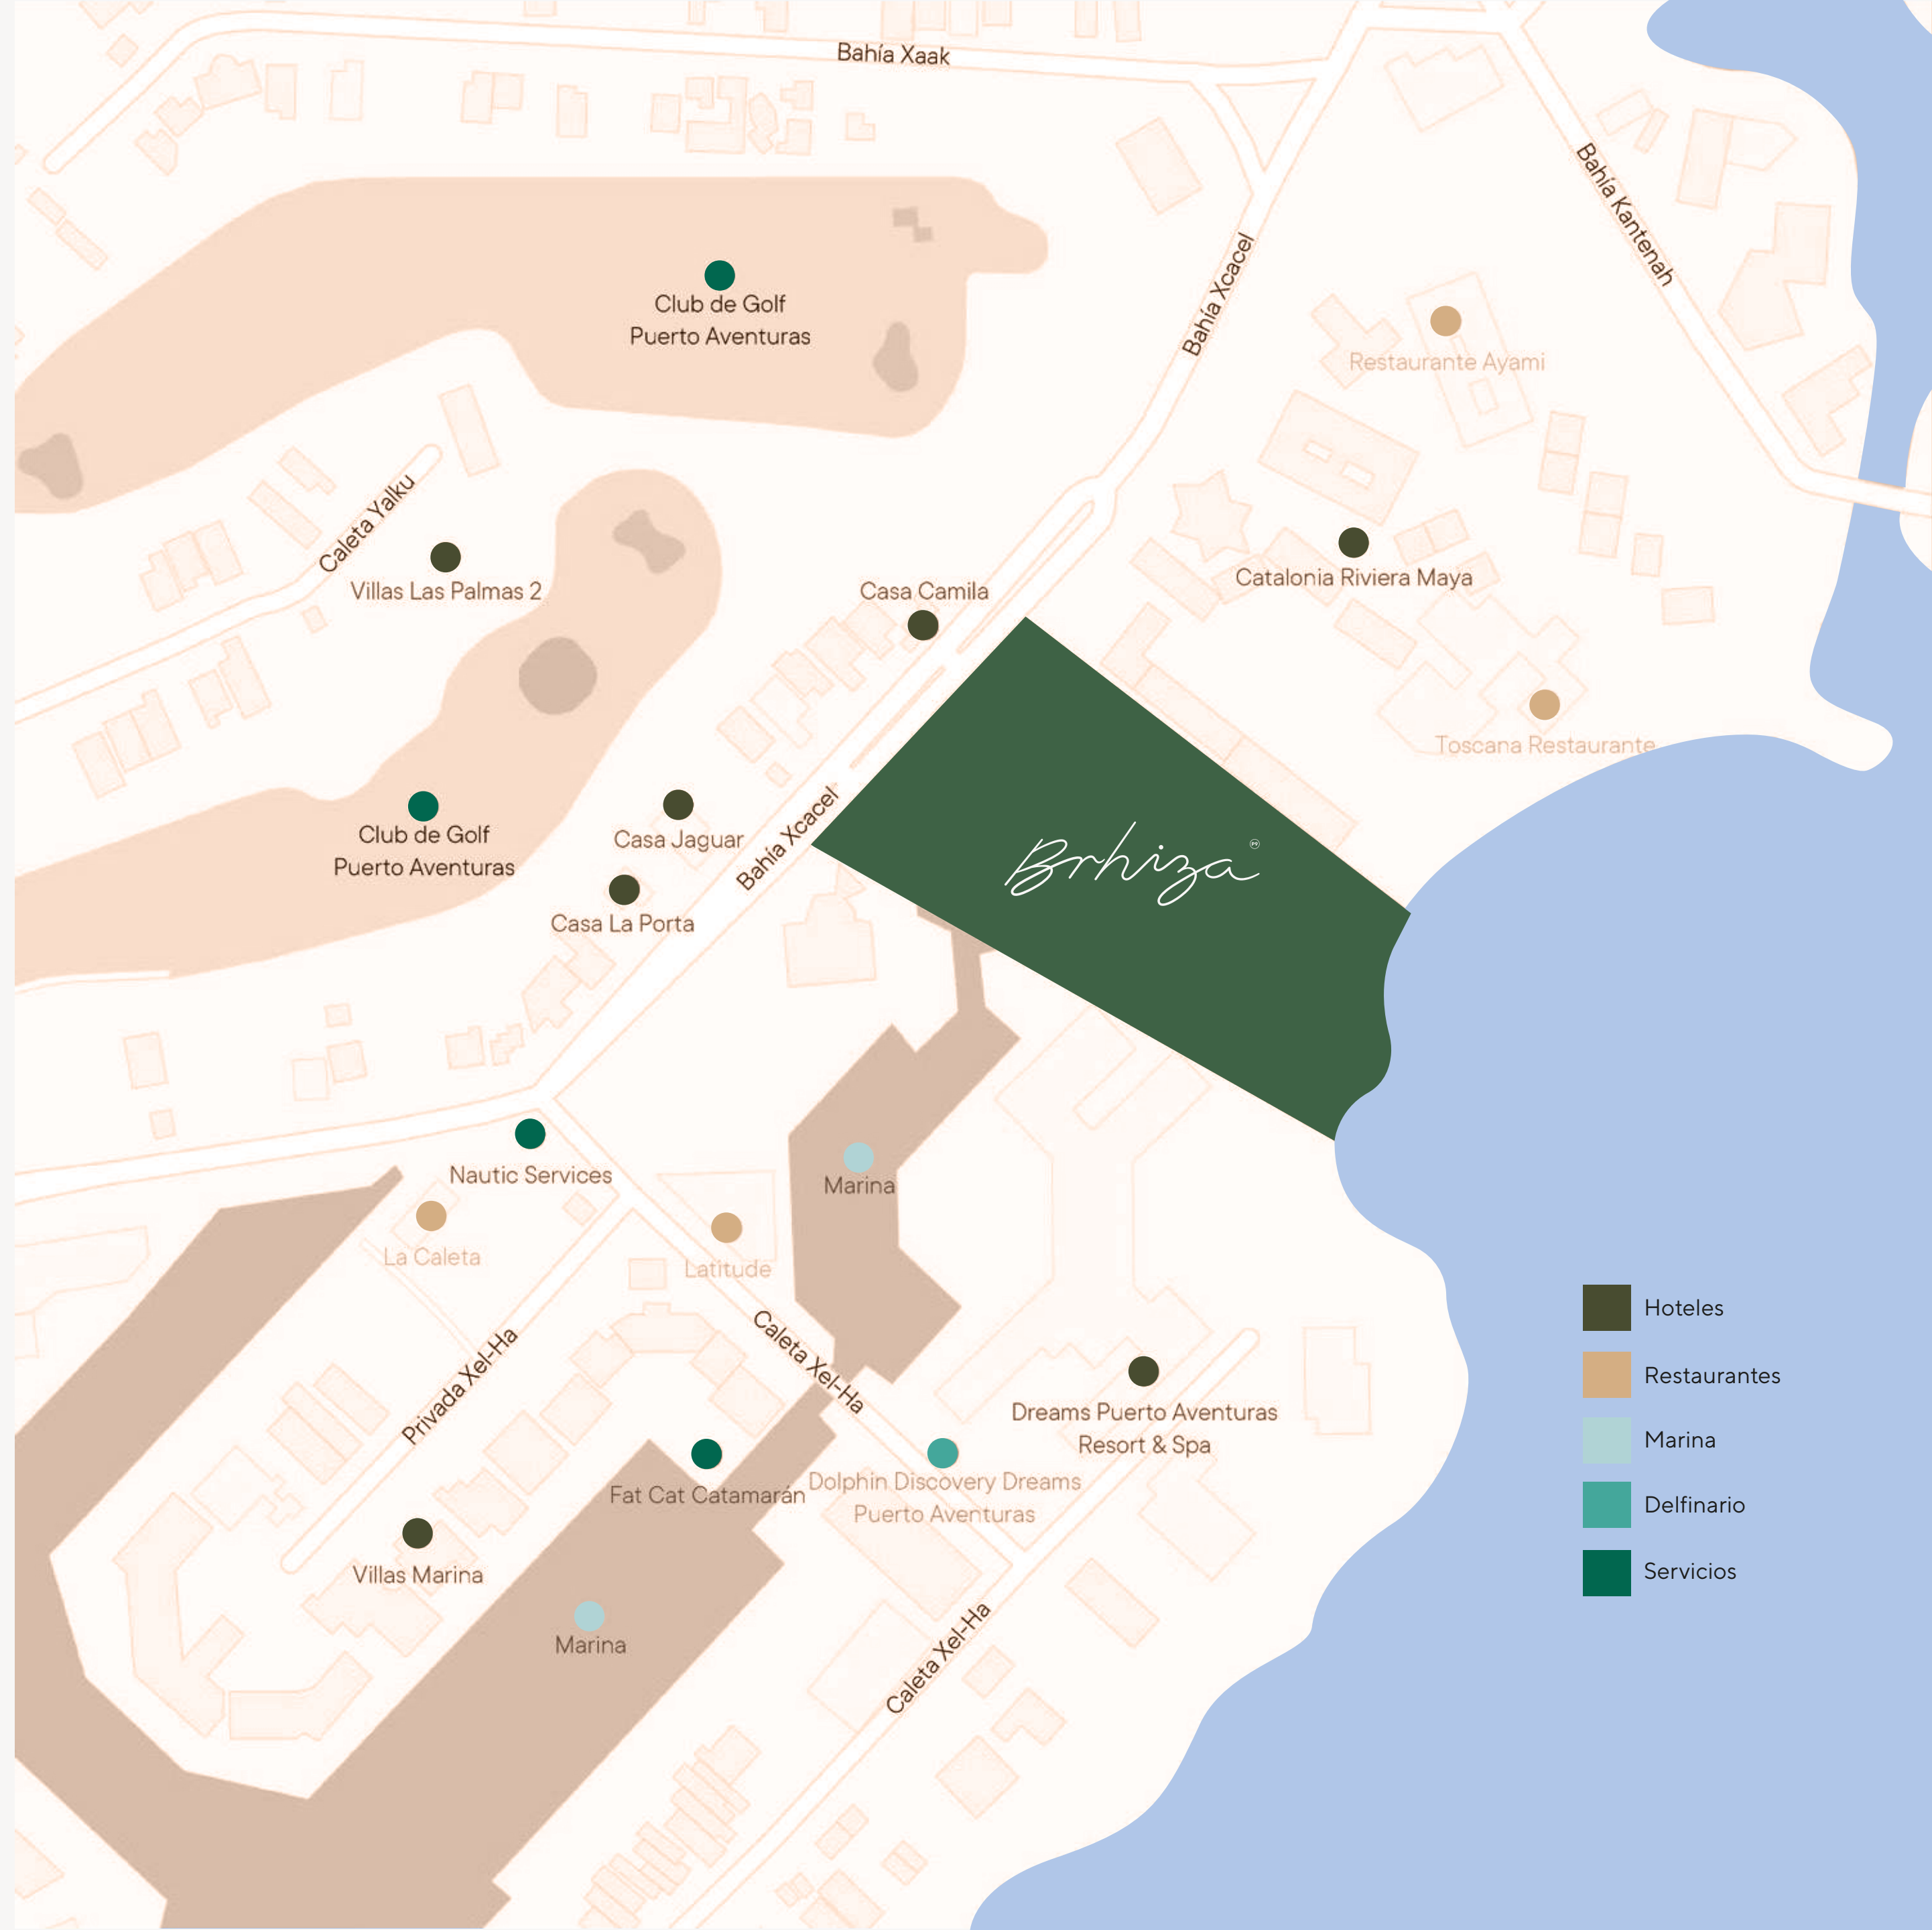 Bahía Xaak
Bahía Kantenah
Bahía Xcacel
Club de Golf
Puerto Aventuras
Restaurante Ayami
Caleta Yalku
Villas Las Palmas 2
Casa Camila
Catalonia Riviera Maya
Toscana Restaurante
Club de Golf
Puerto Aventuras
Casa Jaguar
Bahía Xcacel
Casa La Porta
Brhiza
Nautic Services
Marina
La Caleta
Latitude
Caleta Xel-Ha
Privada Xel-Ha
Dreams Puerto Aventuras
Resort & Spa
Dolphin Discovery Dreams
Puerto Aventuras
Fat Cat Catamarán
Villas Marina
Marina
Caleta Xel-Ha
Hoteles
Restaurantes
Marina
Delfinario
Servicios